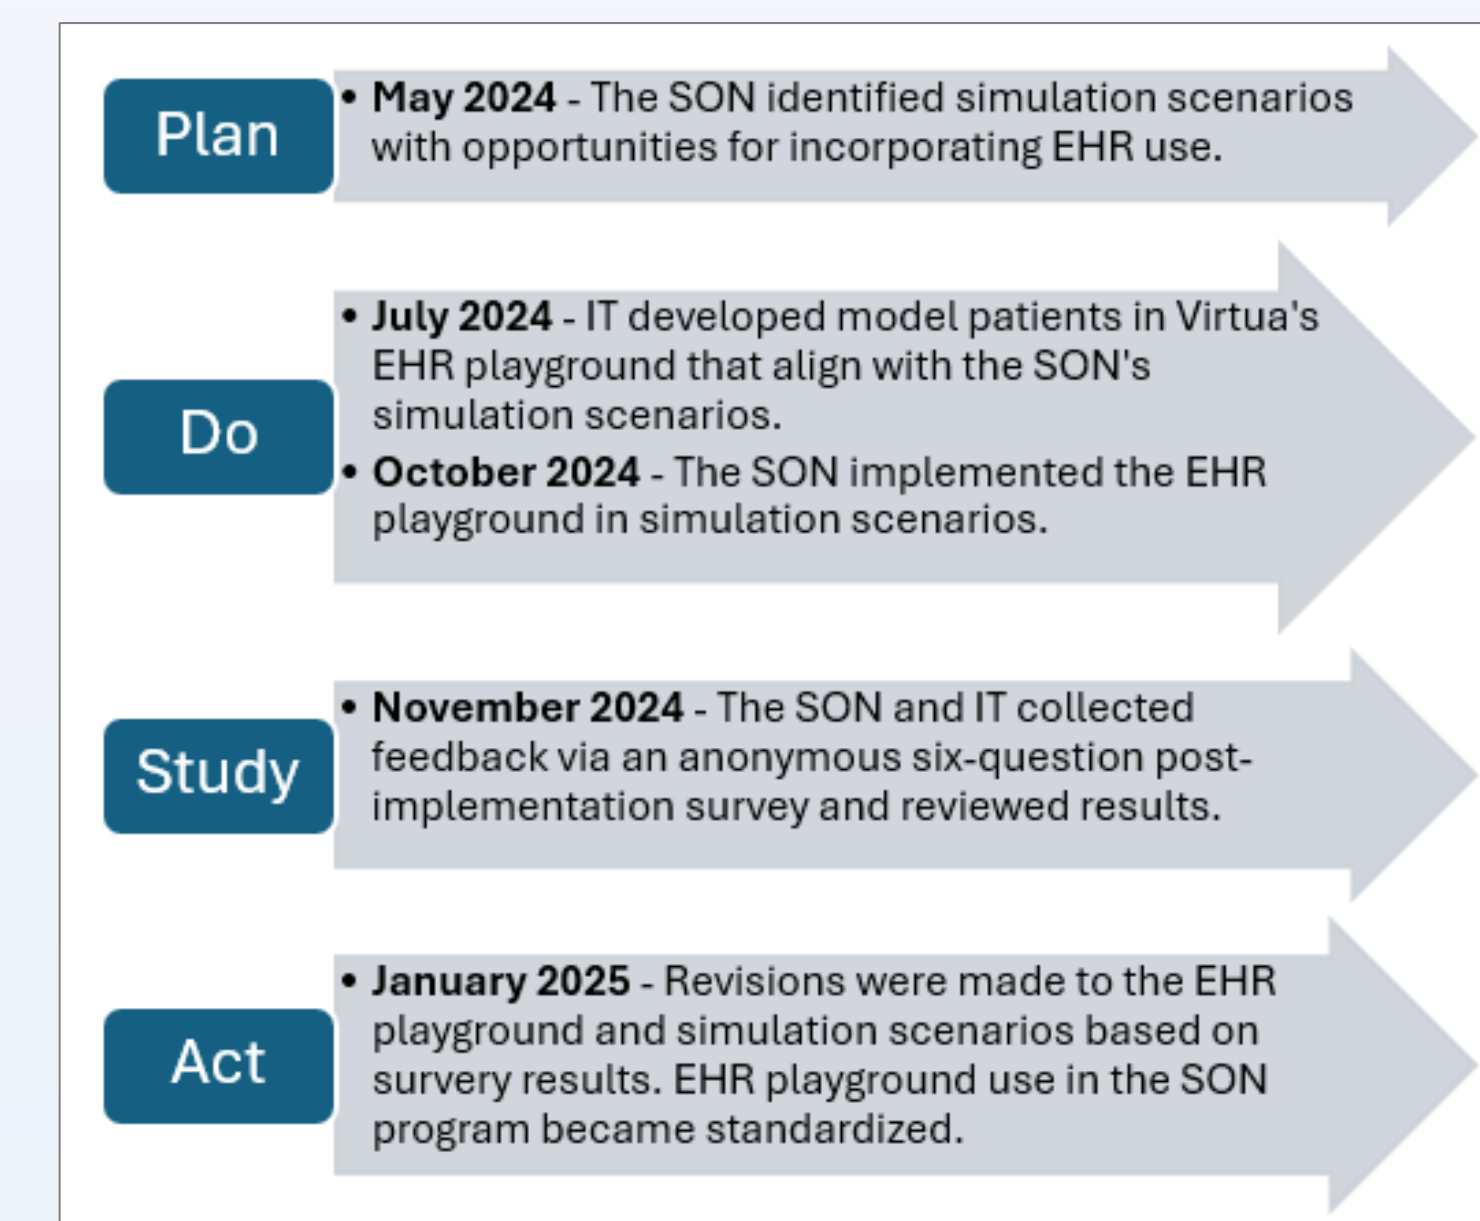 Plan
• May 2024 - The SON identified simulation scenarios
with opportunities for incorporating EHR use.
Do
• July 2024 - IT developed model patients in Virtua's
EHR playground that align with the SON's
simulation scenarios.
• October 2024 - The SON implemented the EHR
playground in simulation scenarios.
Study
• November 2024 - The SON and IT collected
feedback via an anonymous six-question post-
implementation survey and reviewed results.
Act
• January 2025 - Revisions were made to the EHR
playground and simulation scenarios based on
survery results. EHR playground use in the SON
program became standardized.